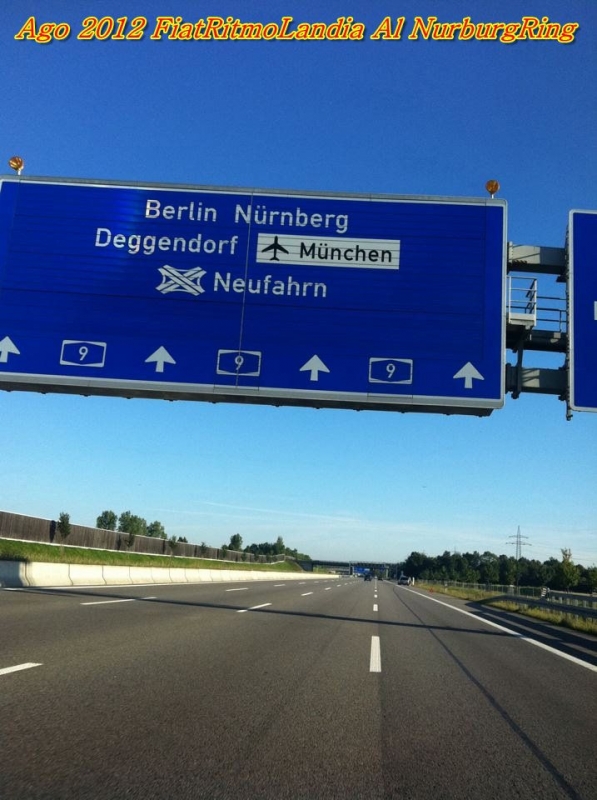 Ago 2012 FiatRitmoLandia Al NurburgRing
Berlin Nürnberg
Deggendorf München
Neufahrn
9 9 9